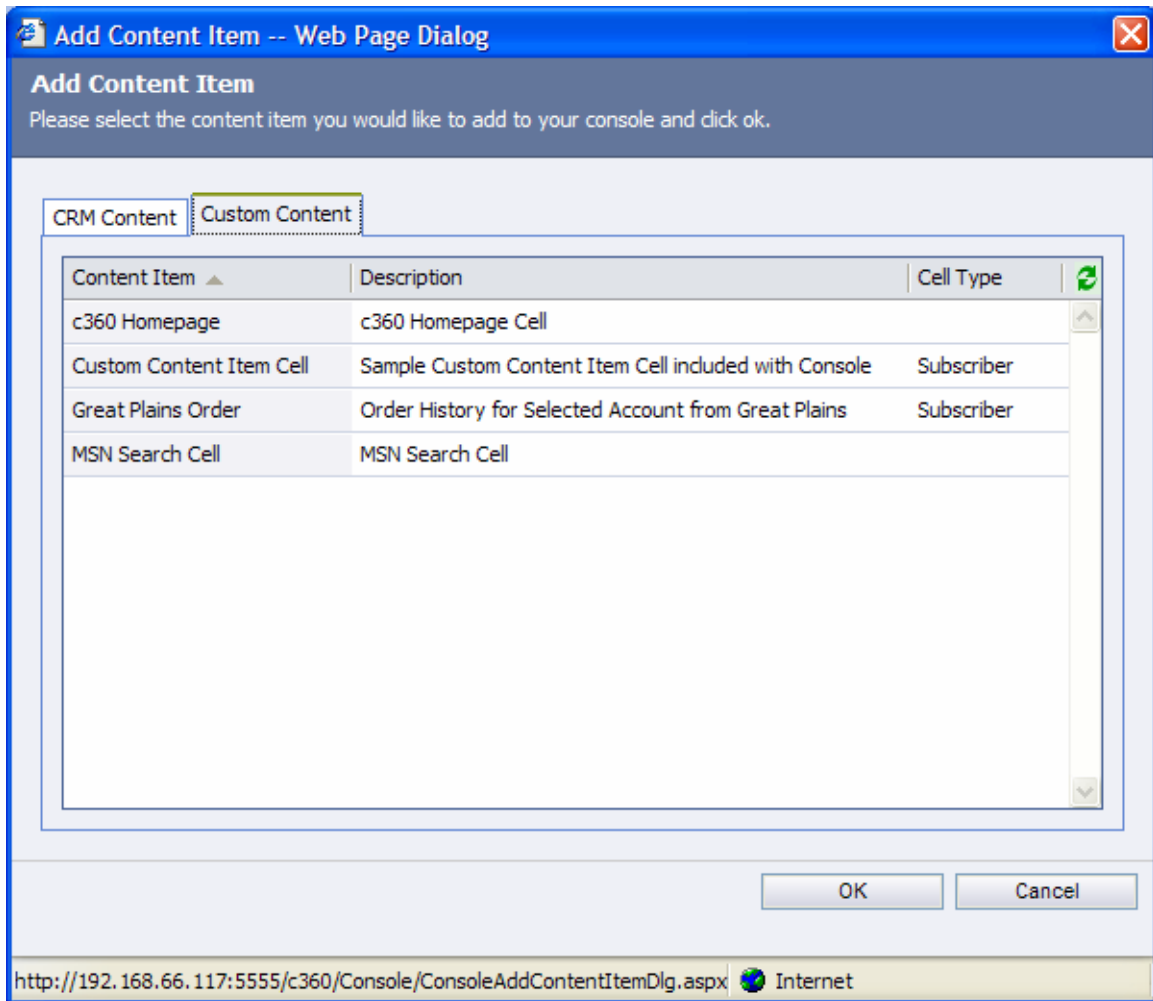 Add Content Item -- Web Page Dialog
Add Content Item
Please select the content item you would like to add to your console and click ok.
CRM Content Custom Content
Content Item Description Cell Type
c360 Homepage c360 Homepage Cell
Custom Content Item Cell Sample Custom Content Item Cell included with Console Subscriber
Great Plains Order Order History for Selected Account from Great Plains Subscriber
MSN Search Cell MSN Search Cell
OK Cancel
http://192.168.66.117:5555/c360/Console/ConsoleAddContentItemDlg.aspx Internet